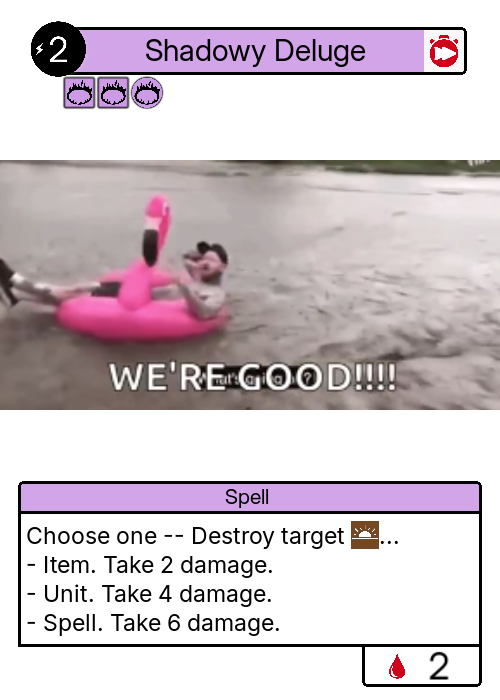 2 Shadowy Deluge
WE'RE GOOD!!!!
Spell
Choose one -- Destroy target ...
- Item. Take 2 damage.
- Unit. Take 4 damage.
- Spell. Take 6 damage.
2